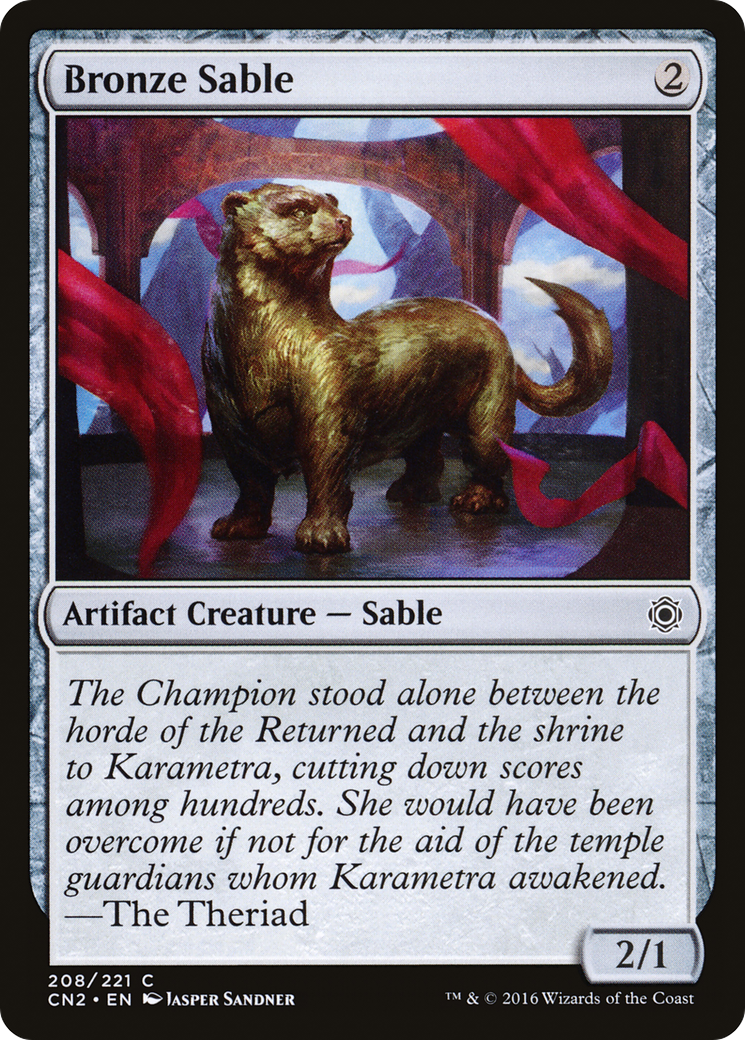 Bronze Sable 2
Artifact Creature — Sable
The Champion stood alone between the
horde of the Returned and the shrine
to Karametra, cutting down scores
among hundreds. She would have been
overcome if not for the aid of the temple
guardians whom Karametra awakened.
—The Theriad
2/1
208/221 C
CN2 • EN Jasper Sandner
™ & © 2016 Wizards of the Coast